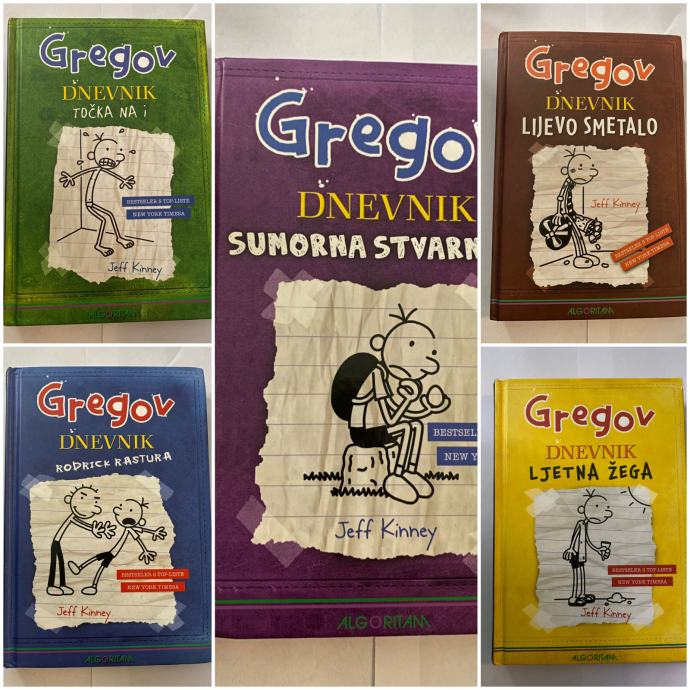 Gregov
DNEVNIK
TOČKA NA i
BESTSELER S TOP-LISTE
NEW YORK TIMESA
Jeff Kinney
ALGORITAM
Gregov
DNEVNIK
RODRICK RASTURA
BESTSELER S TOP-LISTE
NEW YORK TIMESA
Jeff Kinney
ALGORITAM
Gregov
DNEVNIK
SUMORNA STVARN
BESTSEL
NEW Y
Jeff Kinney
ALGORITAM
Gregov
DNEVNIK
LIJEVO SMETALO
Jeff Kinney
BESTSELER S TOP-LISTE
NEW YORK TIMESA
ALGORITAM
Gregov
DNEVNIK
LJETNA ŽEGA
BESTSELER S TOP-LISTE
NEW YORK TIMESA
Jeff Kinney
ALGORITAM